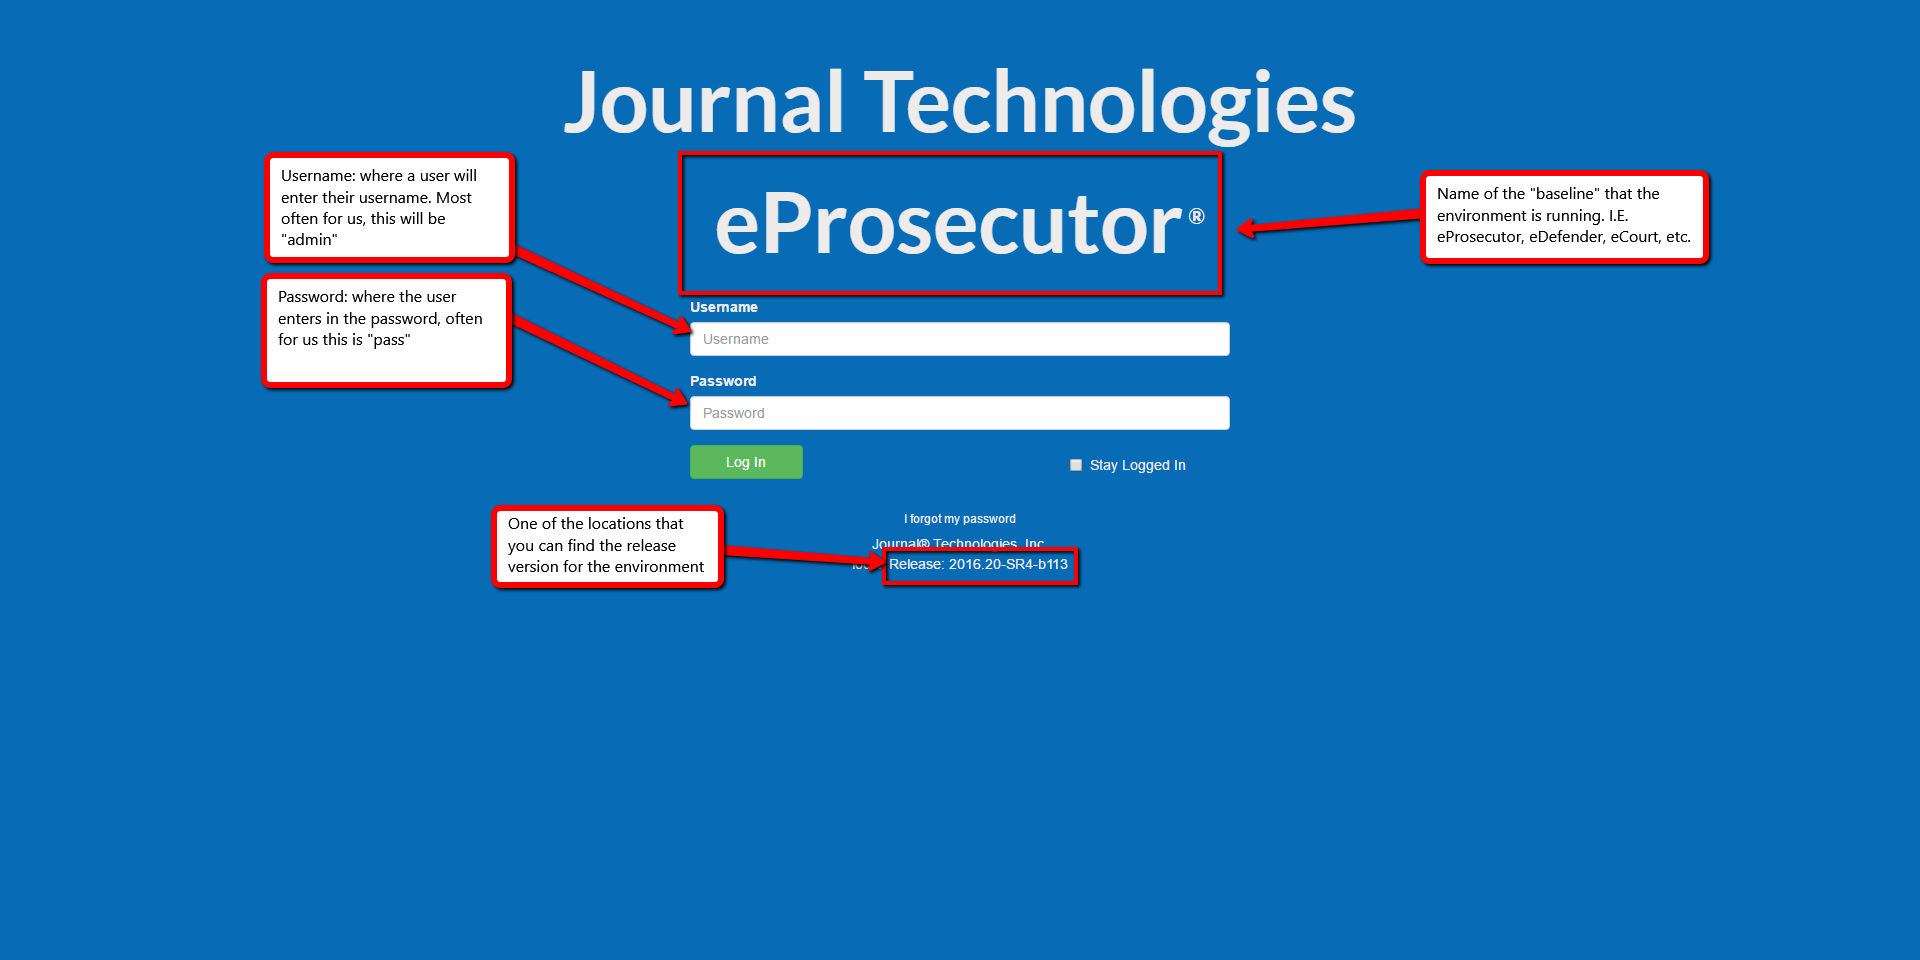 Journal Technologies
eProsecutor®
Username: where a user will
enter their username. Most
often for us, this will be
"admin"
Name of the "baseline" that the
environment is running. I.E.
eProsecutor, eDefender, eCourt, etc.
Password: where the user
enters in the password, often
for us this is "pass"
Username
Username
Password
Password
Log In
Stay Logged In
I forgot my password
Journal® Technologies, Inc
One of the locations that
you can find the release
version for the environment
Release: 2016.20-SR4-b113